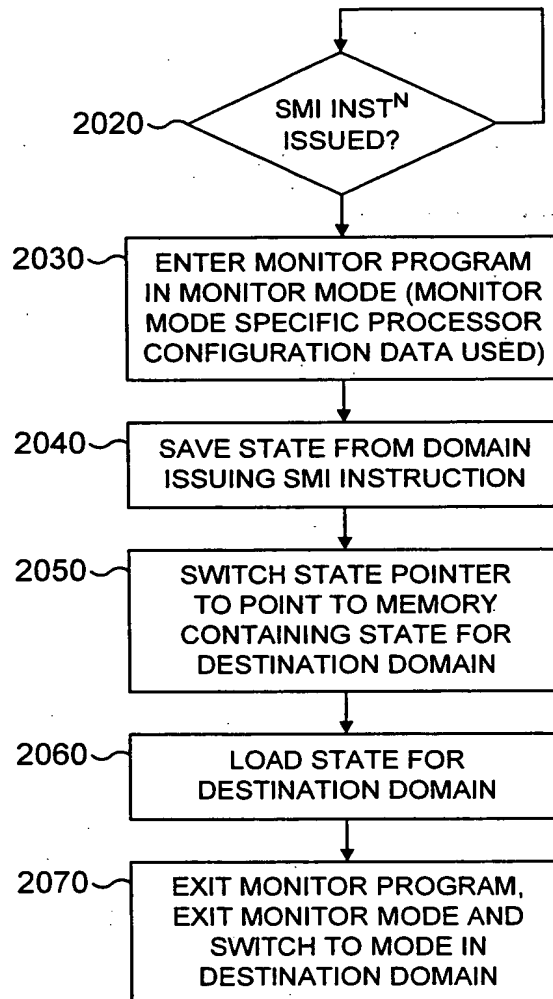 2020
SMI INSTᴺ
ISSUED?
2030
ENTER MONITOR PROGRAM
IN MONITOR MODE (MONITOR
MODE SPECIFIC PROCESSOR
CONFIGURATION DATA USED)
2040
SAVE STATE FROM DOMAIN
ISSUING SMI INSTRUCTION
2050
SWITCH STATE POINTER
TO POINT TO MEMORY
CONTAINING STATE FOR
DESTINATION DOMAIN
2060
LOAD STATE FOR
DESTINATION DOMAIN
2070
EXIT MONITOR PROGRAM,
EXIT MONITOR MODE AND
SWITCH TO MODE IN
DESTINATION DOMAIN